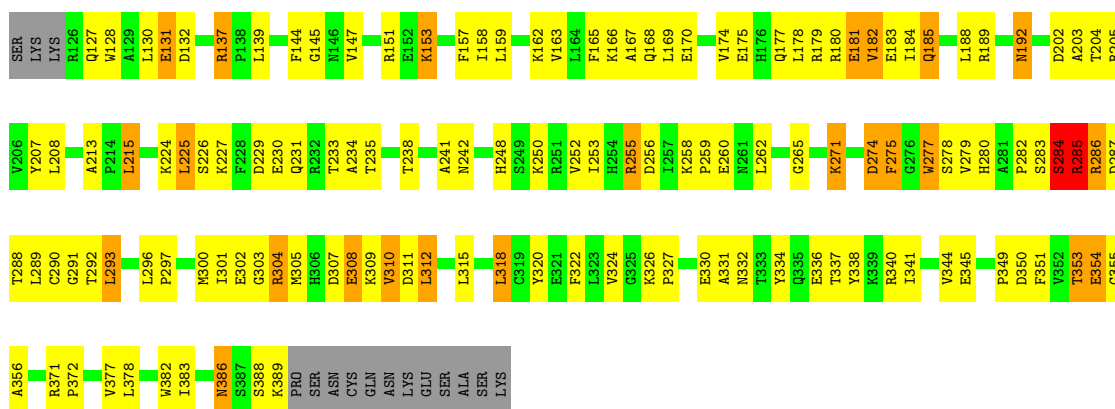 SER LYS LYS R126 Q127 W128 A129 L130 E131 D132 R137 P138 L139 F144 G145 N146 V147 R151 E152 K153 F157 I158 L159 K162 V163 L164 F165 K166 A167 Q168 L169 E170 V174 E175 H176 Q177 L178 R179 R180 E181 V182 E183 I184 Q185 L188 R189 N192 D202 A203 T204 R205
V206 Y207 L208 A213 P214 L215 K224 L225 S226 K227 F228 D229 E230 Q231 R232 T233 A234 T235 T238 A241 N242 H248 S249 K250 R251 V252 I253 H254 R255 D256 I257 K258 P259 E260 N261 L262 G265 K271 D274 F275 G276 W277 S278 V279 H280 A281 P282 S283 S284 R285 R286 D287
T288 L289 C290 G291 T292 L293 L296 P297 M300 I301 E302 G303 R304 M305 H306 D307 E308 K309 V310 D311 L312 L315 L318 C319 Y320 E321 F322 L323 V324 G325 K326 P327 E330 A331 N332 T333 Y334 Q335 E336 T337 Y338 K339 R340 I341 V344 E345 P349 D350 F351 V352 T353 E354 G355
A356 R371 P372 V377 L378 W382 I383 N386 S387 S388 K389 PRO SER ASN CYS GLN ASN LYS GLU SER ALA SER LYS